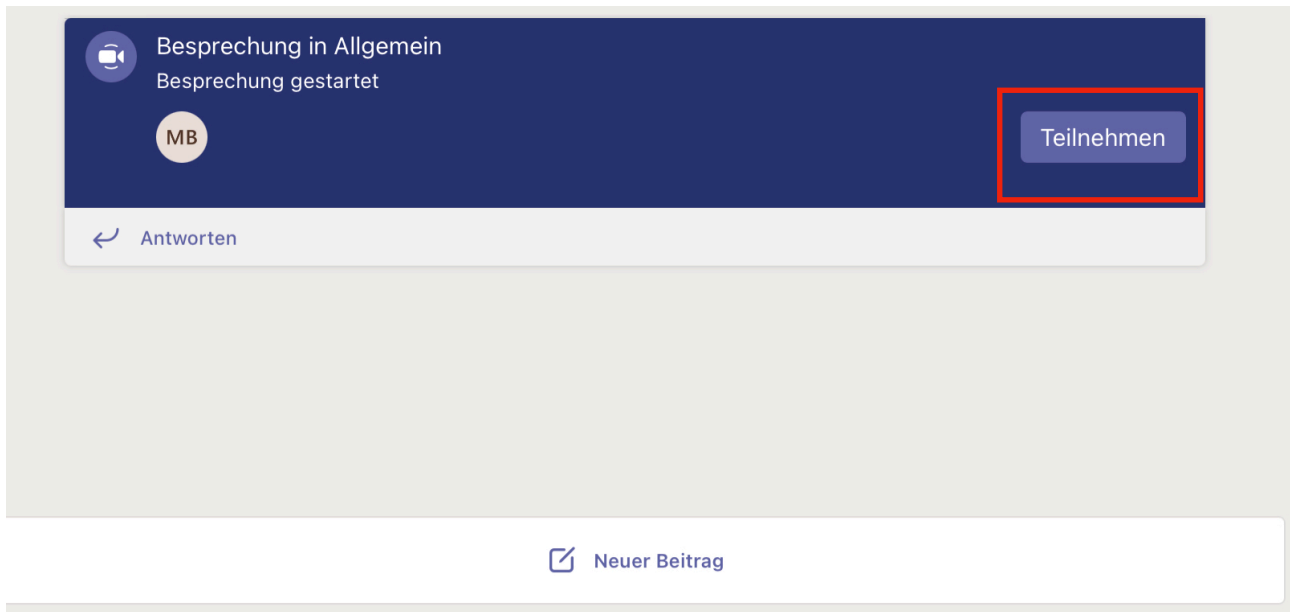 Besprechung in Allgemein
Besprechung gestartet
MB
Teilnehmen
Antworten
Neuer Beitrag